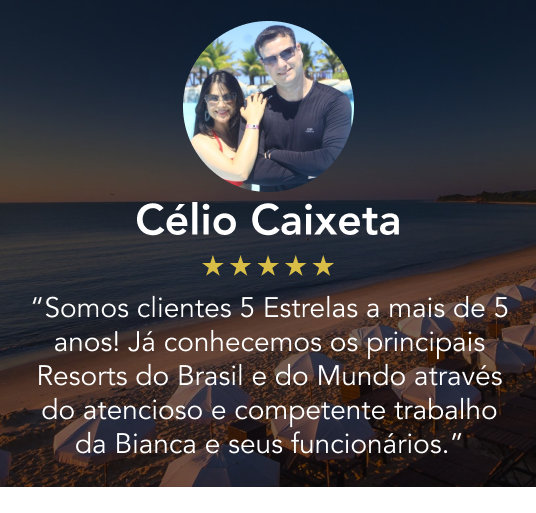 Célio Caixeta
★★★★★
“Somos clientes 5 Estrelas a mais de 5
anos! Já conhecemos os principais
Resorts do Brasil e do Mundo através
do atencioso e competente trabalho
da Bianca e seus funcionários.”